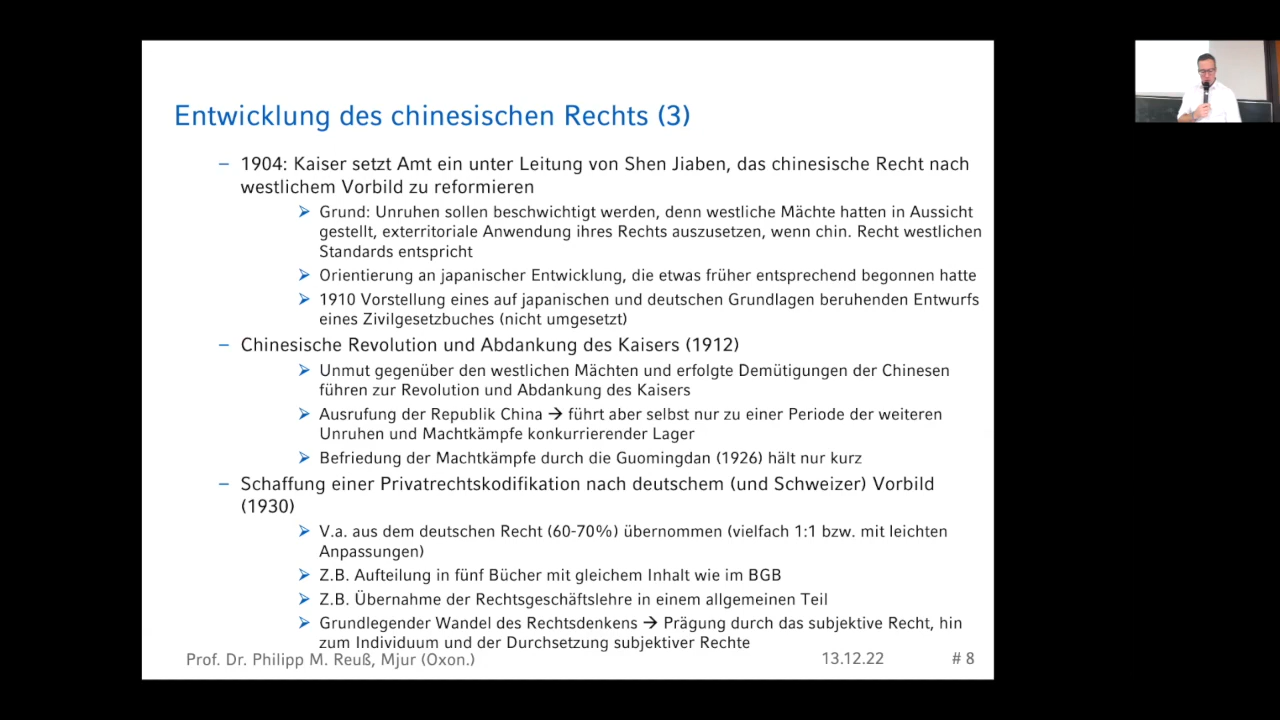 Entwicklung des chinesischen Rechts (3)
– 1904: Kaiser setzt Amt ein unter Leitung von Shen Jiaben, das chinesische Recht nach
westlichem Vorbild zu reformieren
➤ Grund: Unruhen sollen beschwichtigt werden, denn westliche Mächte hatten in Aussicht
gestellt, exterritoriale Anwendung ihres Rechts auszusetzen, wenn chin. Recht westlichen
Standards entspricht
➤ Orientierung an japanischer Entwicklung, die etwas früher entsprechend begonnen hatte
➤ 1910 Vorstellung eines auf japanischen und deutschen Grundlagen beruhenden Entwurfs
eines Zivilgesetzbuches (nicht umgesetzt)
– Chinesische Revolution und Abdankung des Kaisers (1912)
➤ Unmut gegenüber den westlichen Mächten und erfolgte Demütigungen der Chinesen
führen zur Revolution und Abdankung des Kaisers
➤ Ausrufung der Republik China → führt aber selbst nur zu einer Periode der weiteren
Unruhen und Machtkämpfe konkurrierender Lager
➤ Befriedung der Machtkämpfe durch die Guomingdan (1926) hält nur kurz
– Schaffung einer Privatrechtskodifikation nach deutschem (und Schweizer) Vorbild
(1930)
➤ V.a. aus dem deutschen Recht (60-70%) übernommen (vielfach 1:1 bzw. mit leichten
Anpassungen)
➤ Z.B. Aufteilung in fünf Bücher mit gleichem Inhalt wie im BGB
➤ Z.B. Übernahme der Rechtsgeschäftslehre in einem allgemeinen Teil
➤ Grundlegender Wandel des Rechtsdenkens → Prägung durch das subjektive Recht, hin
zum Individuum und der Durchsetzung subjektiver Rechte
Prof. Dr. Philipp M. Reuß, Mjur (Oxon.) 13.12.22 # 8